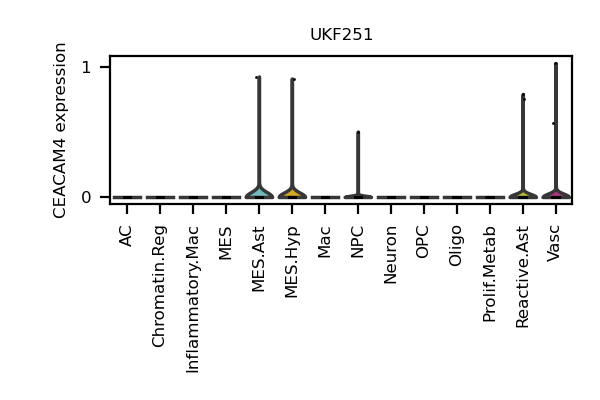 UKF251
CEACAM4 expression
1
0
AC
Chromatin.Reg
Inflammatory.Mac
MES
MES.Ast
MES.Hyp
Mac
NPC
Neuron
OPC
Oligo
Prolif.Metab
Reactive.Ast
Vasc